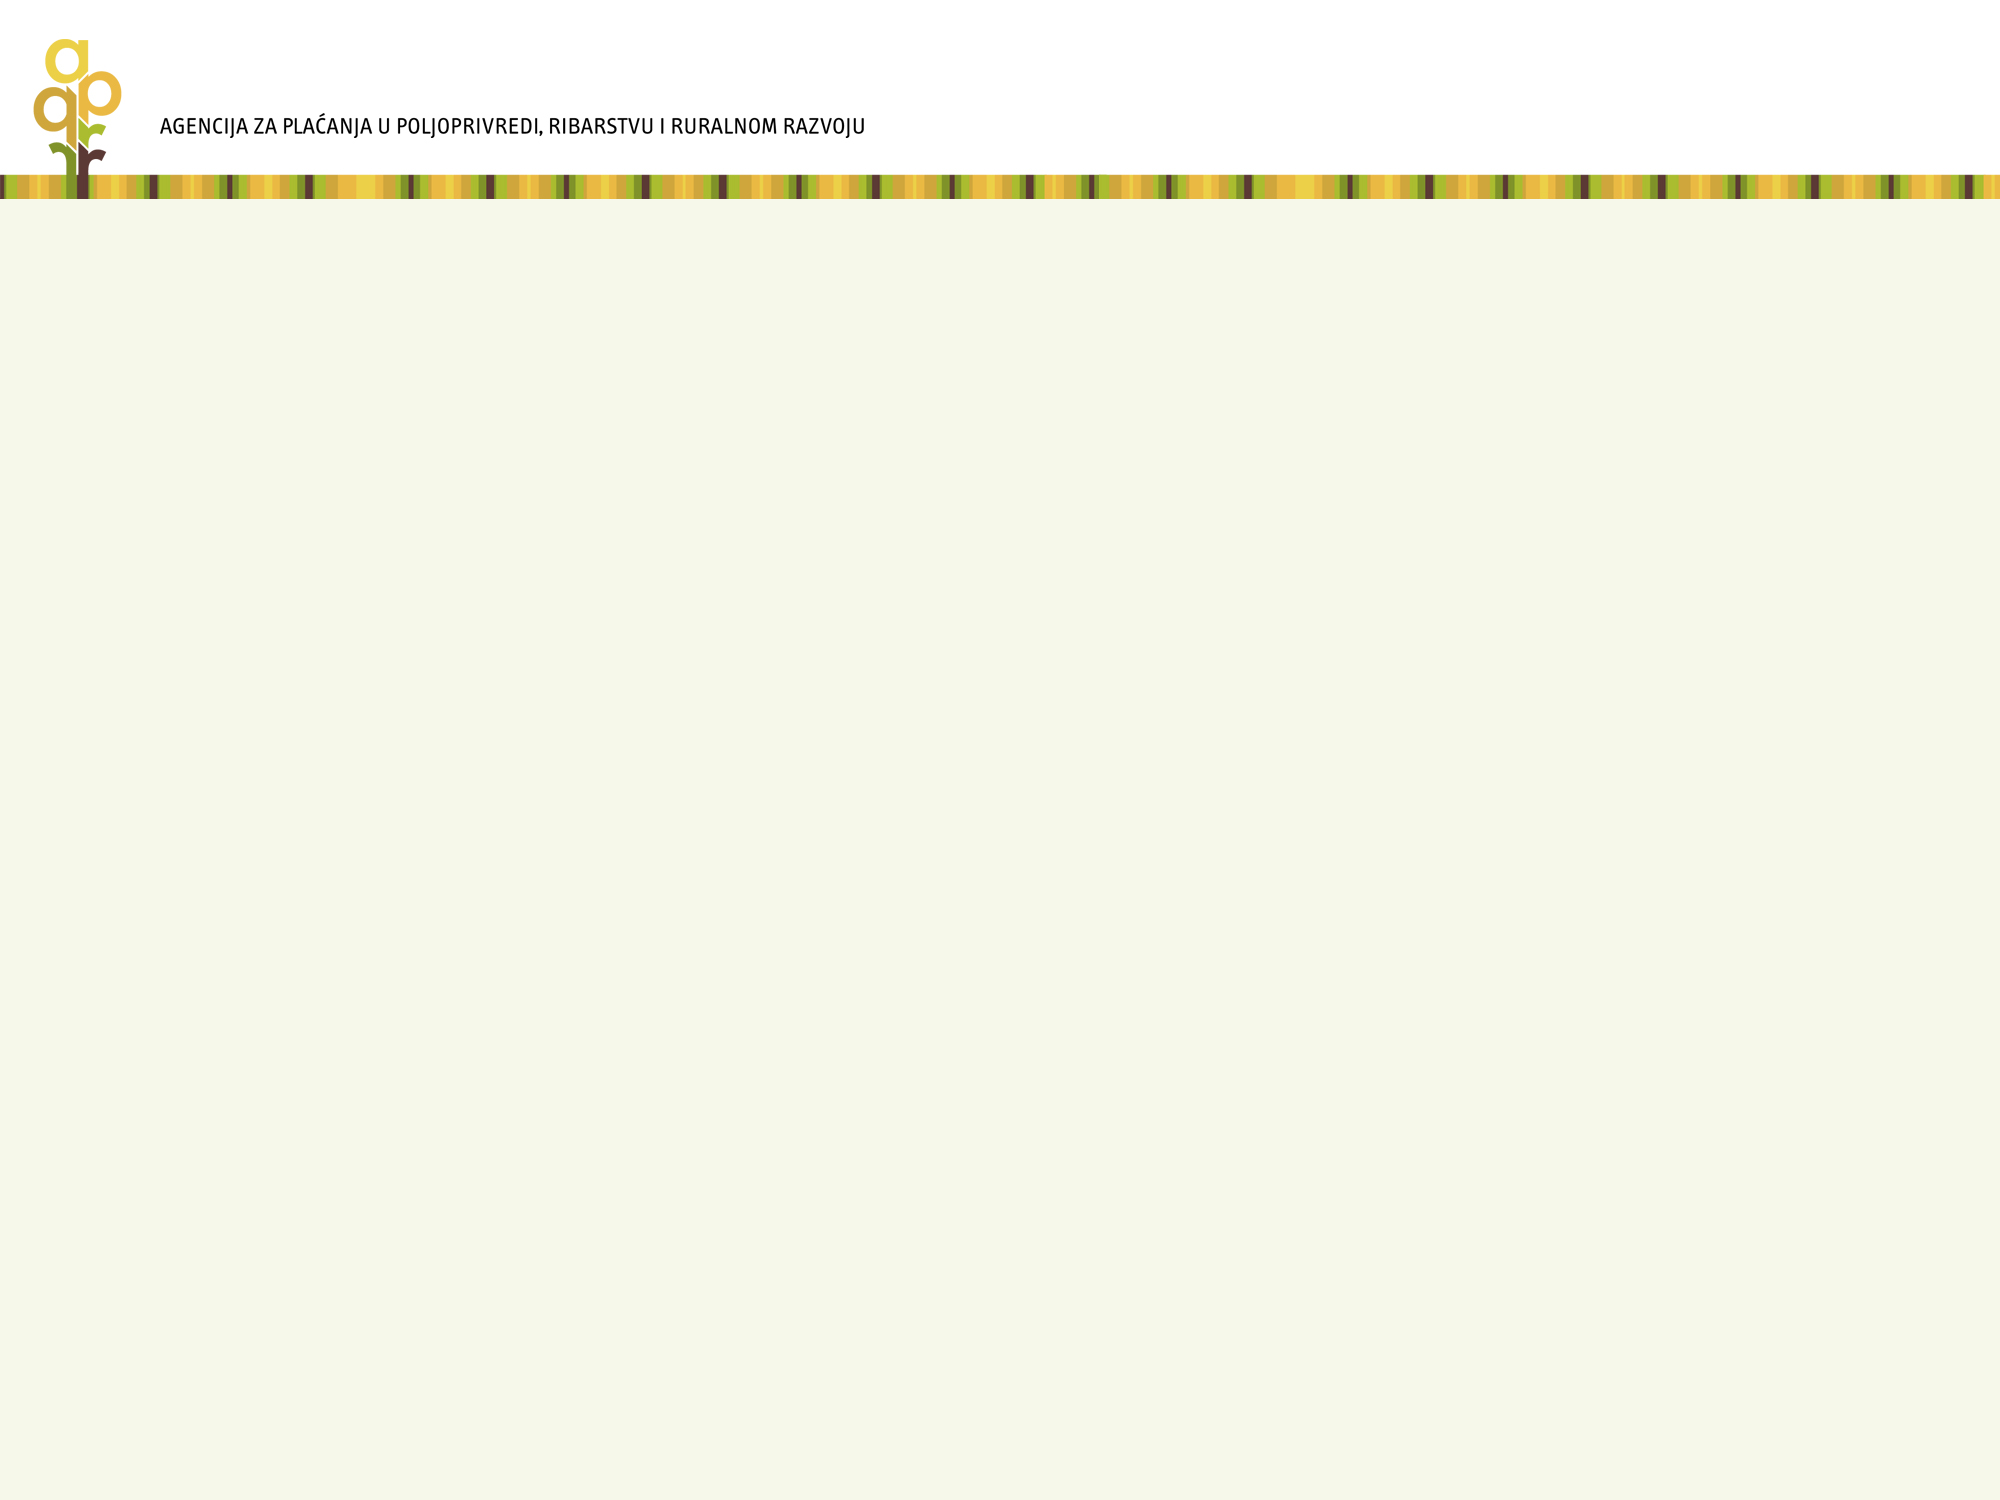 a
p
a p
r
r r
AGENCIJA ZA PLAĆANJA U POLJOPRIVREDI, RIBARSTVU I RURALNOM RAZVOJU